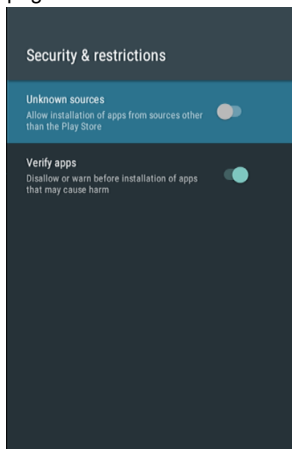 Security & restrictions
Unknown sources
Allow installation of apps from sources other
than the Play Store
Verify apps
Disallow or warn before installation of apps
that may cause harm